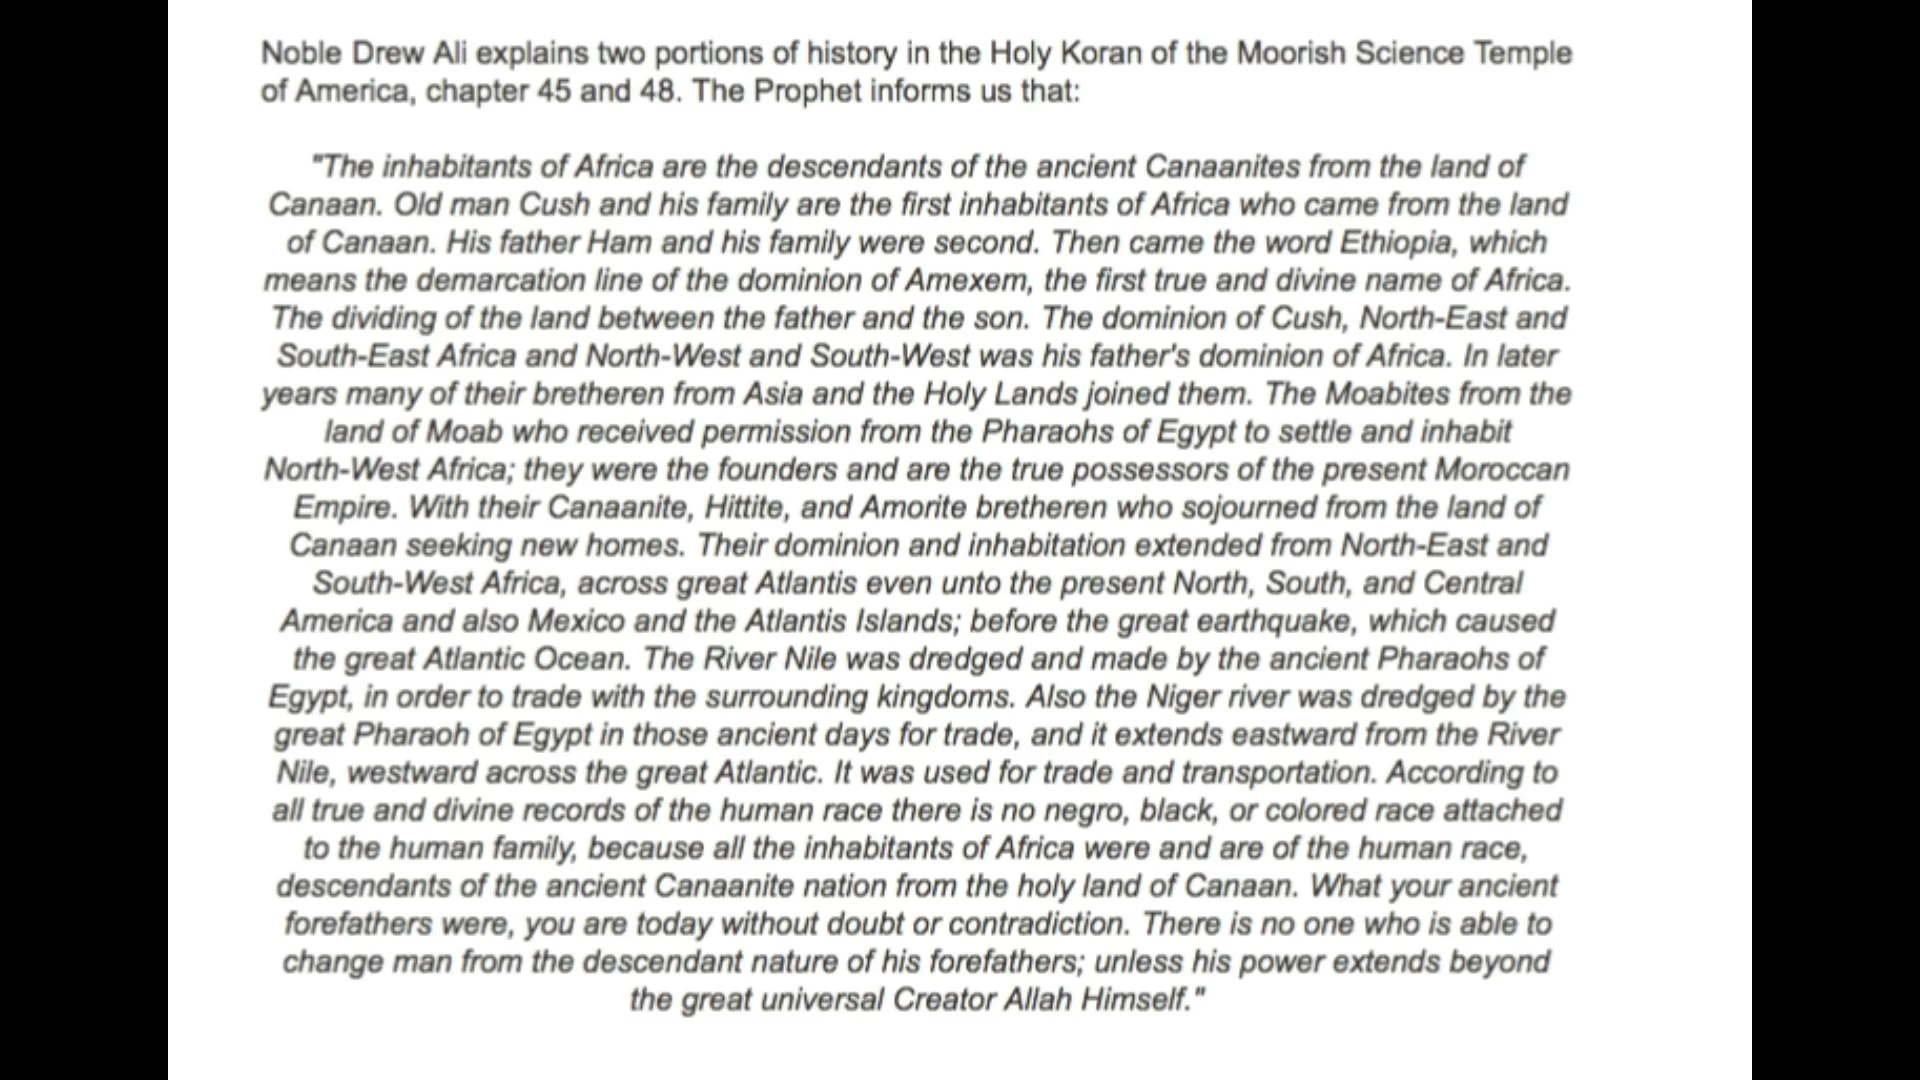 Noble Drew Ali explains two portions of history in the Holy Koran of the Moorish Science Temple
of America, chapter 45 and 48. The Prophet informs us that:
"The inhabitants of Africa are the descendants of the ancient Canaanites from the land of
Canaan. Old man Cush and his family are the first inhabitants of Africa who came from the land
of Canaan. His father Ham and his family were second. Then came the word Ethiopia, which
means the demarcation line of the dominion of Amexem, the first true and divine name of Africa.
The dividing of the land between the father and the son. The dominion of Cush, North-East and
South-East Africa and North-West and South-West was his father's dominion of Africa. In later
years many of their bretheren from Asia and the Holy Lands joined them. The Moabites from the
land of Moab who received permission from the Pharaohs of Egypt to settle and inhabit
North-West Africa; they were the founders and are the true possessors of the present Moroccan
Empire. With their Canaanite, Hittite, and Amorite bretheren who sojourned from the land of
Canaan seeking new homes. Their dominion and inhabitation extended from North-East and
South-West Africa, across great Atlantis even unto the present North, South, and Central
America and also Mexico and the Atlantis Islands; before the great earthquake, which caused
the great Atlantic Ocean. The River Nile was dredged and made by the ancient Pharaohs of
Egypt, in order to trade with the surrounding kingdoms. Also the Niger river was dredged by the
great Pharaoh of Egypt in those ancient days for trade, and it extends eastward from the River
Nile, westward across the great Atlantic. It was used for trade and transportation. According to
all true and divine records of the human race there is no negro, black, or colored race attached
to the human family, because all the inhabitants of Africa were and are of the human race,
descendants of the ancient Canaanite nation from the holy land of Canaan. What your ancient
forefathers were, you are today without doubt or contradiction. There is no one who is able to
change man from the descendant nature of his forefathers; unless his power extends beyond
the great universal Creator Allah Himself."